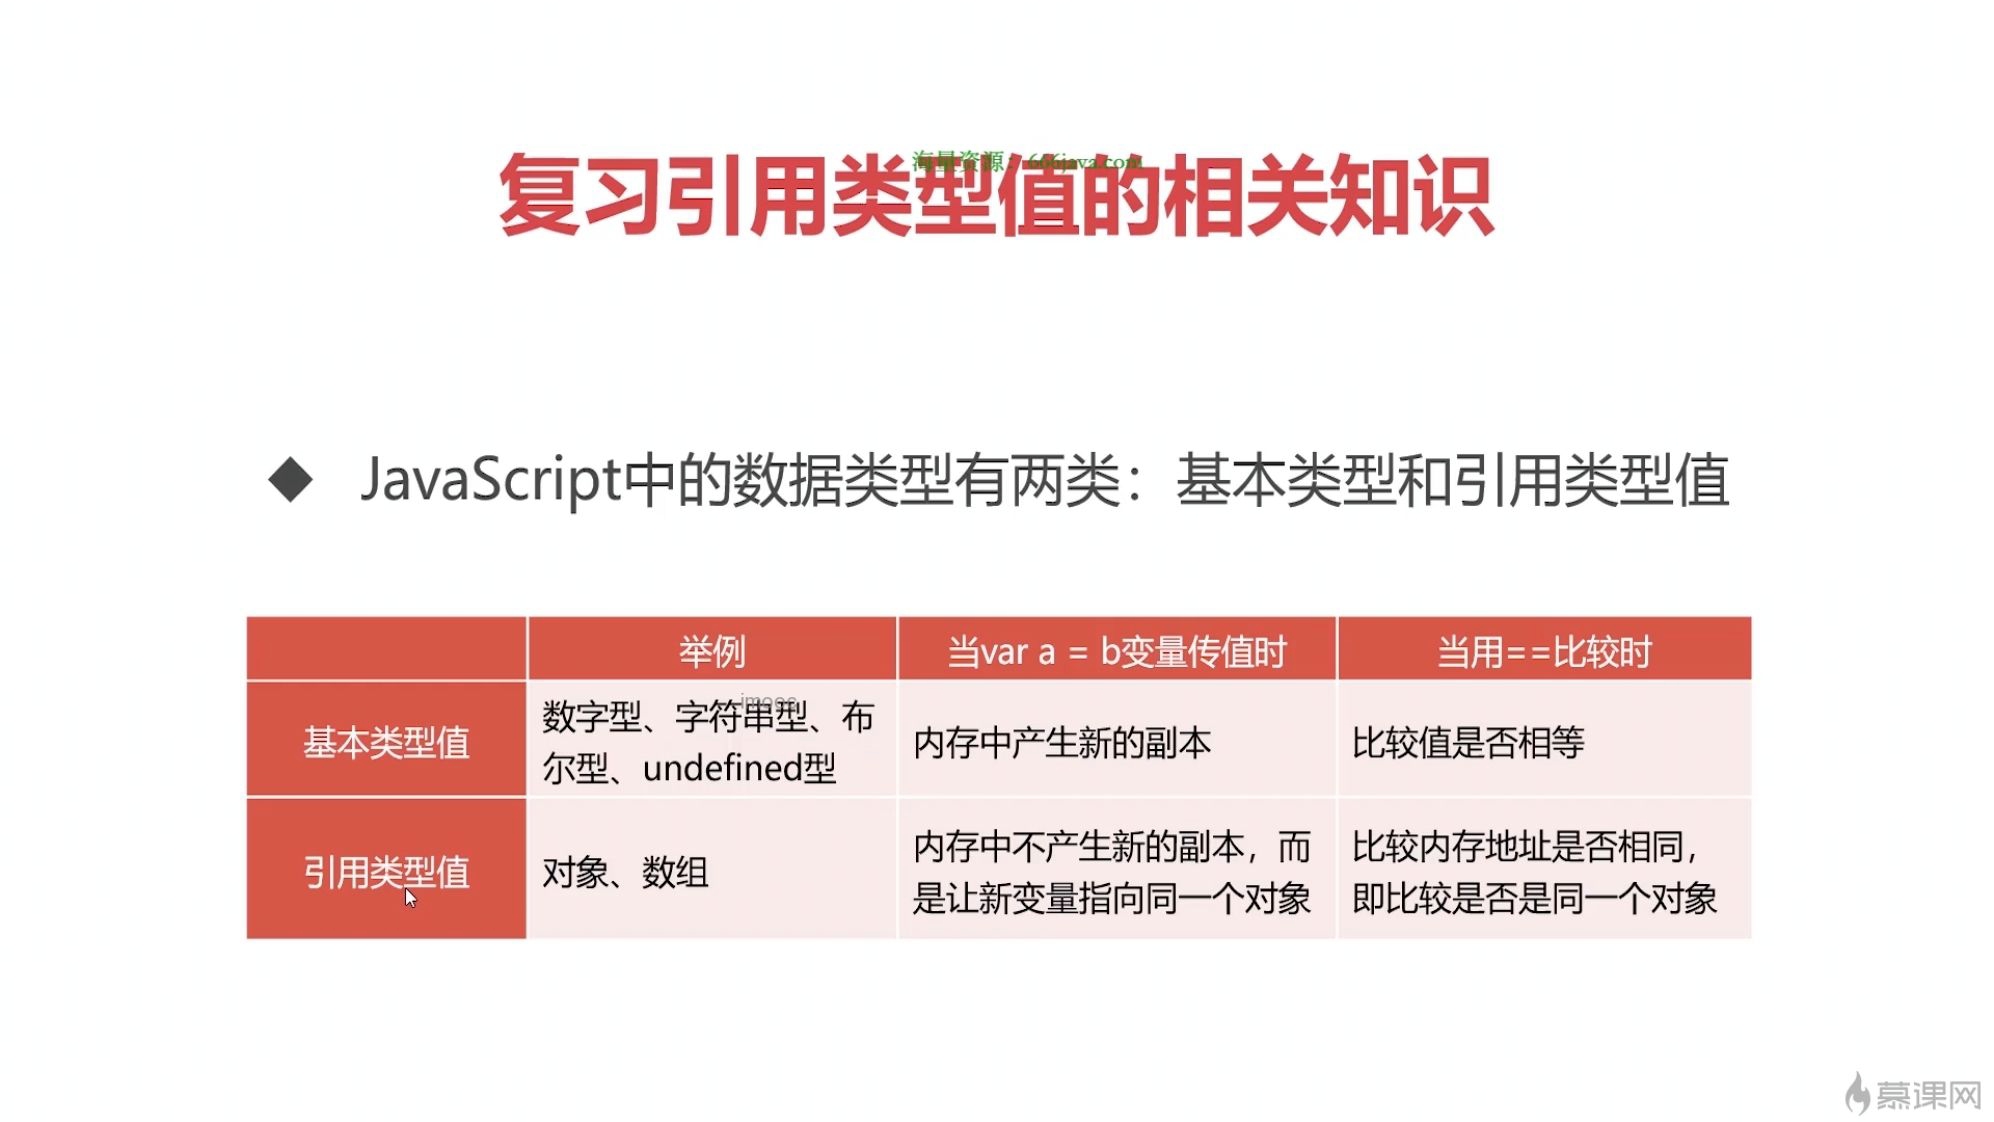 海量资源：666java.com
复习引用类型值的相关知识
◆ JavaScript中的数据类型有两类：基本类型和引用类型值
举例
当var a = b变量传值时
当用==比较时
imooc
基本类型值
数字型、字符串型、布
尔型、undefined型
内存中产生新的副本
比较值是否相等
引用类型值
对象、数组
内存中不产生新的副本，而
是让新变量指向同一个对象
比较内存地址是否相同，
即比较是否是同一个对象
慕课网